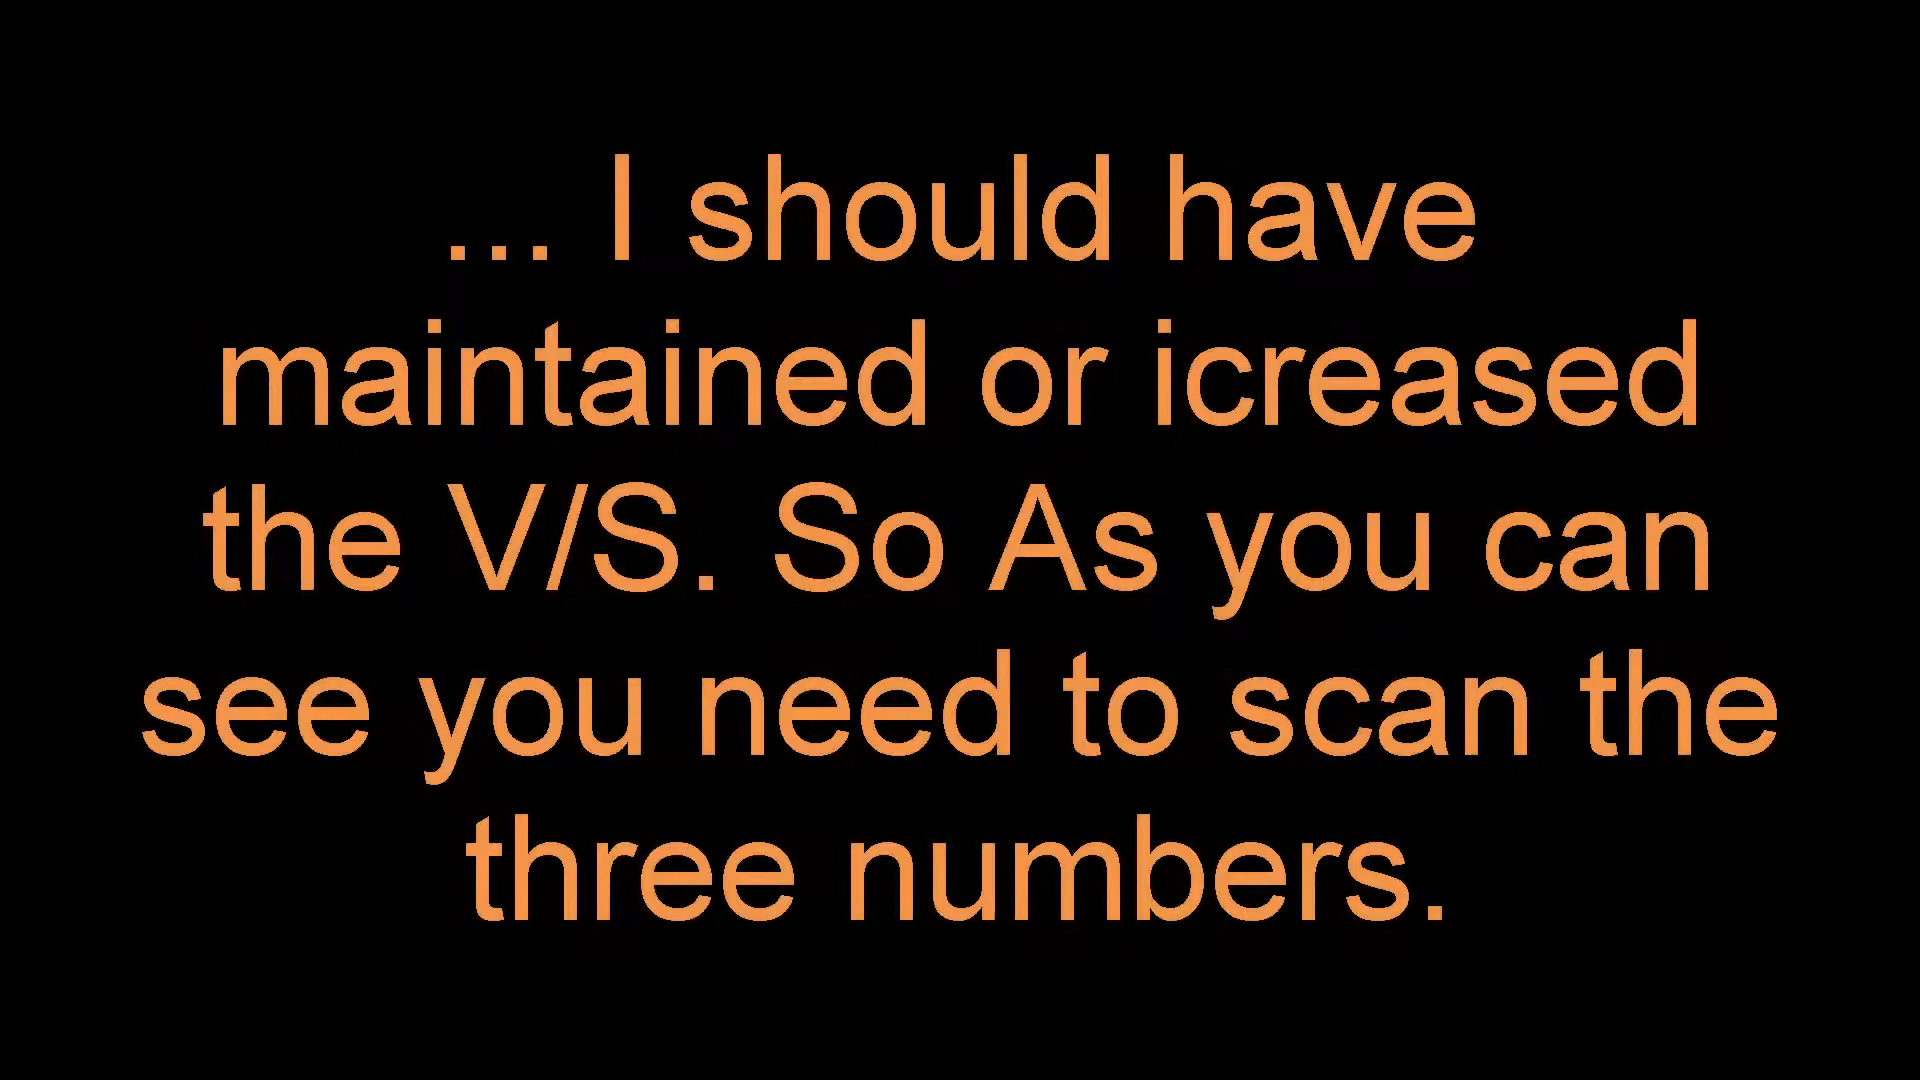 ... I should have
maintained or icreased
the V/S. So As you can
see you need to scan the
three numbers.